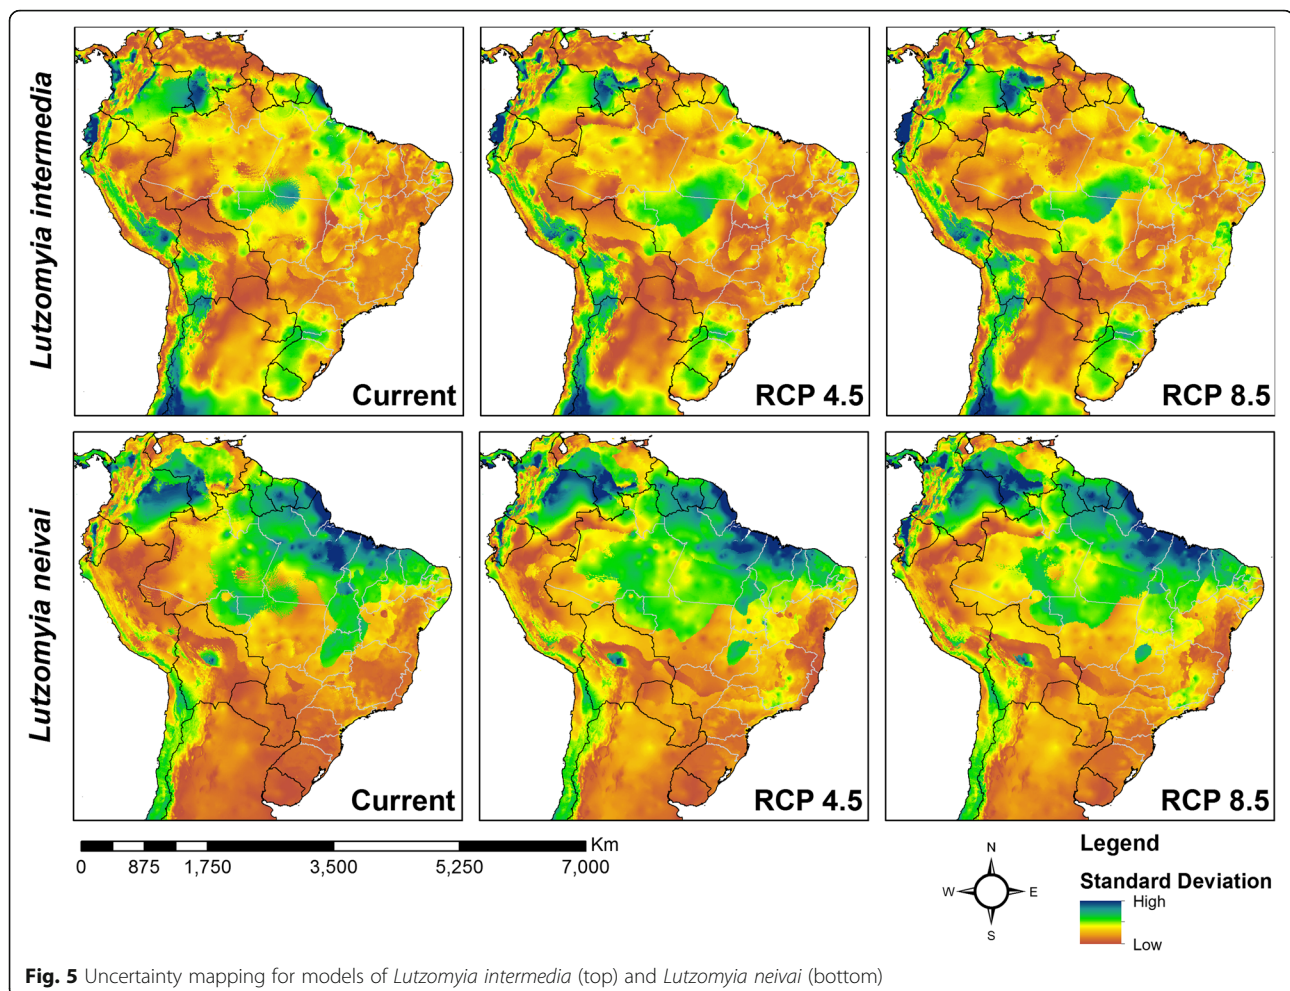 Lutzomyia intermedia
Current
RCP 4.5
RCP 8.5
Lutzomyia neivai
Current
RCP 4.5
RCP 8.5
Km
0 875 1,750 3,500 5,250 7,000
N
W E
S
Legend
Standard Deviation
High
Low
Fig. 5 Uncertainty mapping for models of Lutzomyia intermedia (top) and Lutzomyia neivai (bottom)